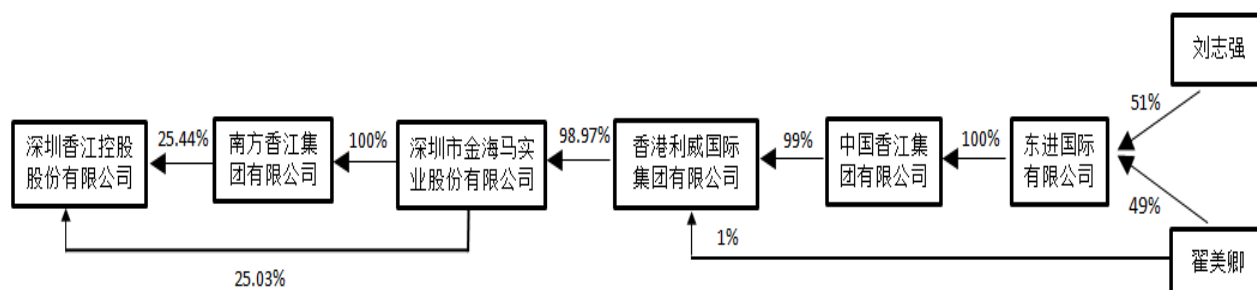 刘志强
51%
深圳香江控股
股份有限公司
25.44%
南方香江集
团有限公司
100%
深圳市金海马实
业股份有限公司
98.97%
香港利威国际
集团有限公司
99%
中国香江集
团有限公司
100%
东进国际
有限公司
49%
1%
翟美卿
25.03%